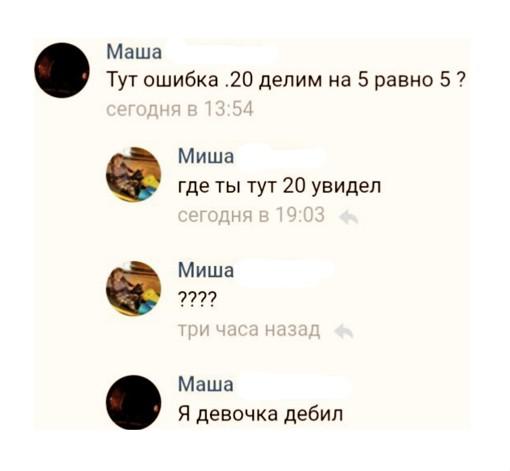 Маша
Тут ошибка .20 делим на 5 равно 5 ?
сегодня в 13:54
Миша
где ты тут 20 увидел
сегодня в 19:03
Миша
????
три часа назад
Маша
Я девочка дебил